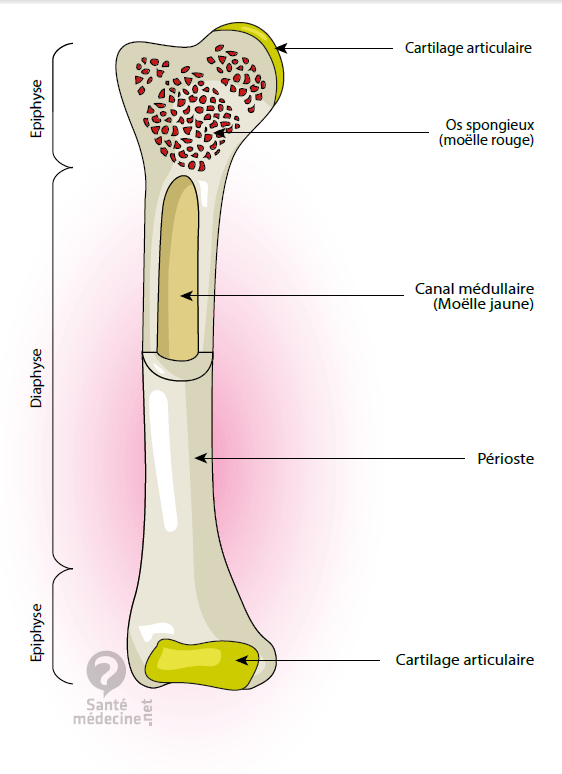 Cartilage articulaire
Epiphyse
Os spongieux
(moëlle rouge)
Canal médullaire
(Moëlle jaune)
Diaphyse
Périoste
Epiphyse
Cartilage articulaire
?
Santé
médecine.net